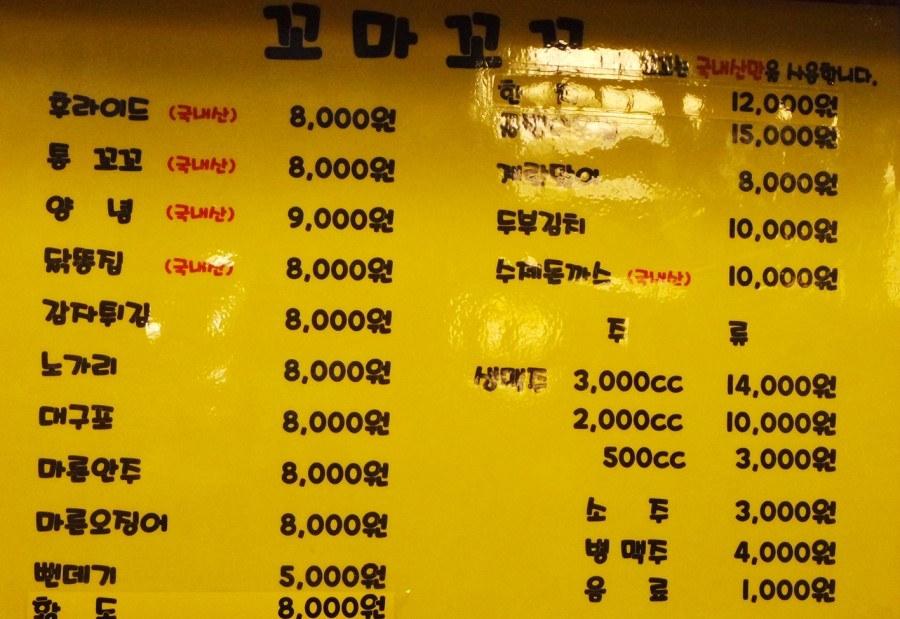 꼬마꼬꼬
국내산만을 사용합니다.
후라이드 (국내산) 8,000원
통 꼬꼬 (국내산) 8,000원
양 념 (국내산) 9,000원
닭똥집 (국내산) 8,000원
감자튀김 8,000원
노가리 8,000원
대구포 8,000원
마른안주 8,000원
마른오징어 8,000원
뻔데기 5,000원
황 도 8,000원
12,000원
15,000원
계란말이 8,000원
두부김치 10,000원
수제돈까스 (국내산) 10,000원
주 류
생맥주 3,000cc 14,000원
2,000cc 10,000원
500cc 3,000원
소 주 3,000원
병 맥주 4,000원
음 료 1,000원